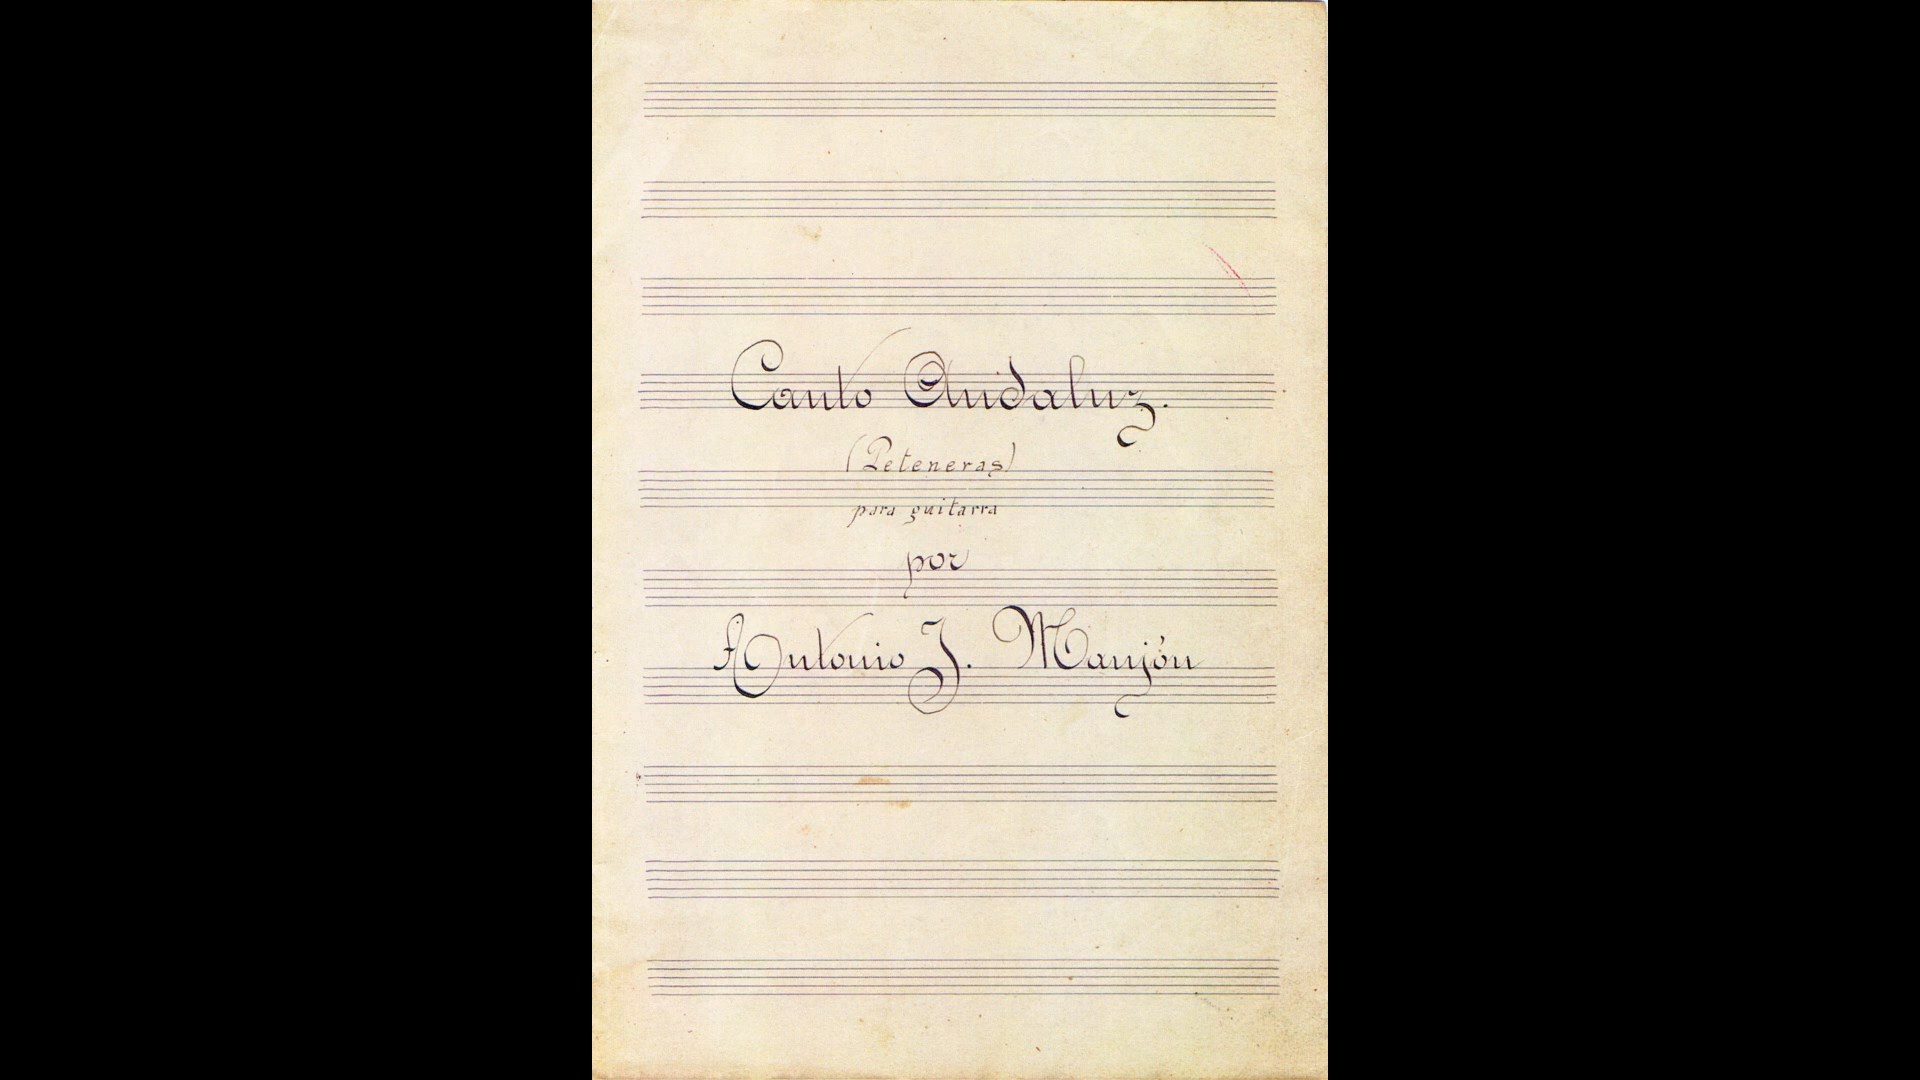 Canto Andaluz.
(Peteneras)
para guitarra
por
Antonio J. Manjón